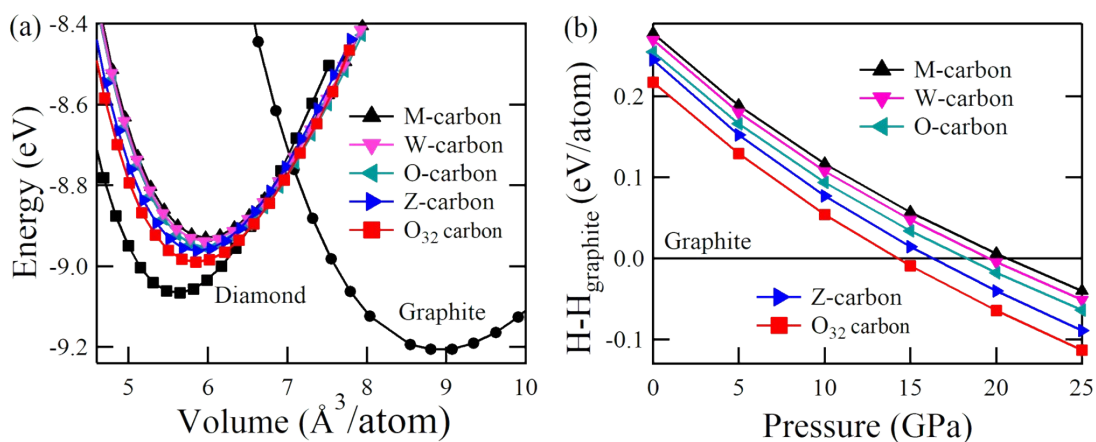 (a)
-8.4
-8.6
-8.8
-9.0
-9.2
Energy (eV)
M-carbon
W-carbon
O-carbon
Z-carbon
O32 carbon
Diamond
Graphite
5 6 7 8 9 10
Volume (Å³/atom)
(b)
0.2
0.1
0.0
-0.1
H-Hgraphite (eV/atom)
M-carbon
W-carbon
O-carbon
Graphite
Z-carbon
O32 carbon
0 5 10 15 20 25
Pressure (GPa)